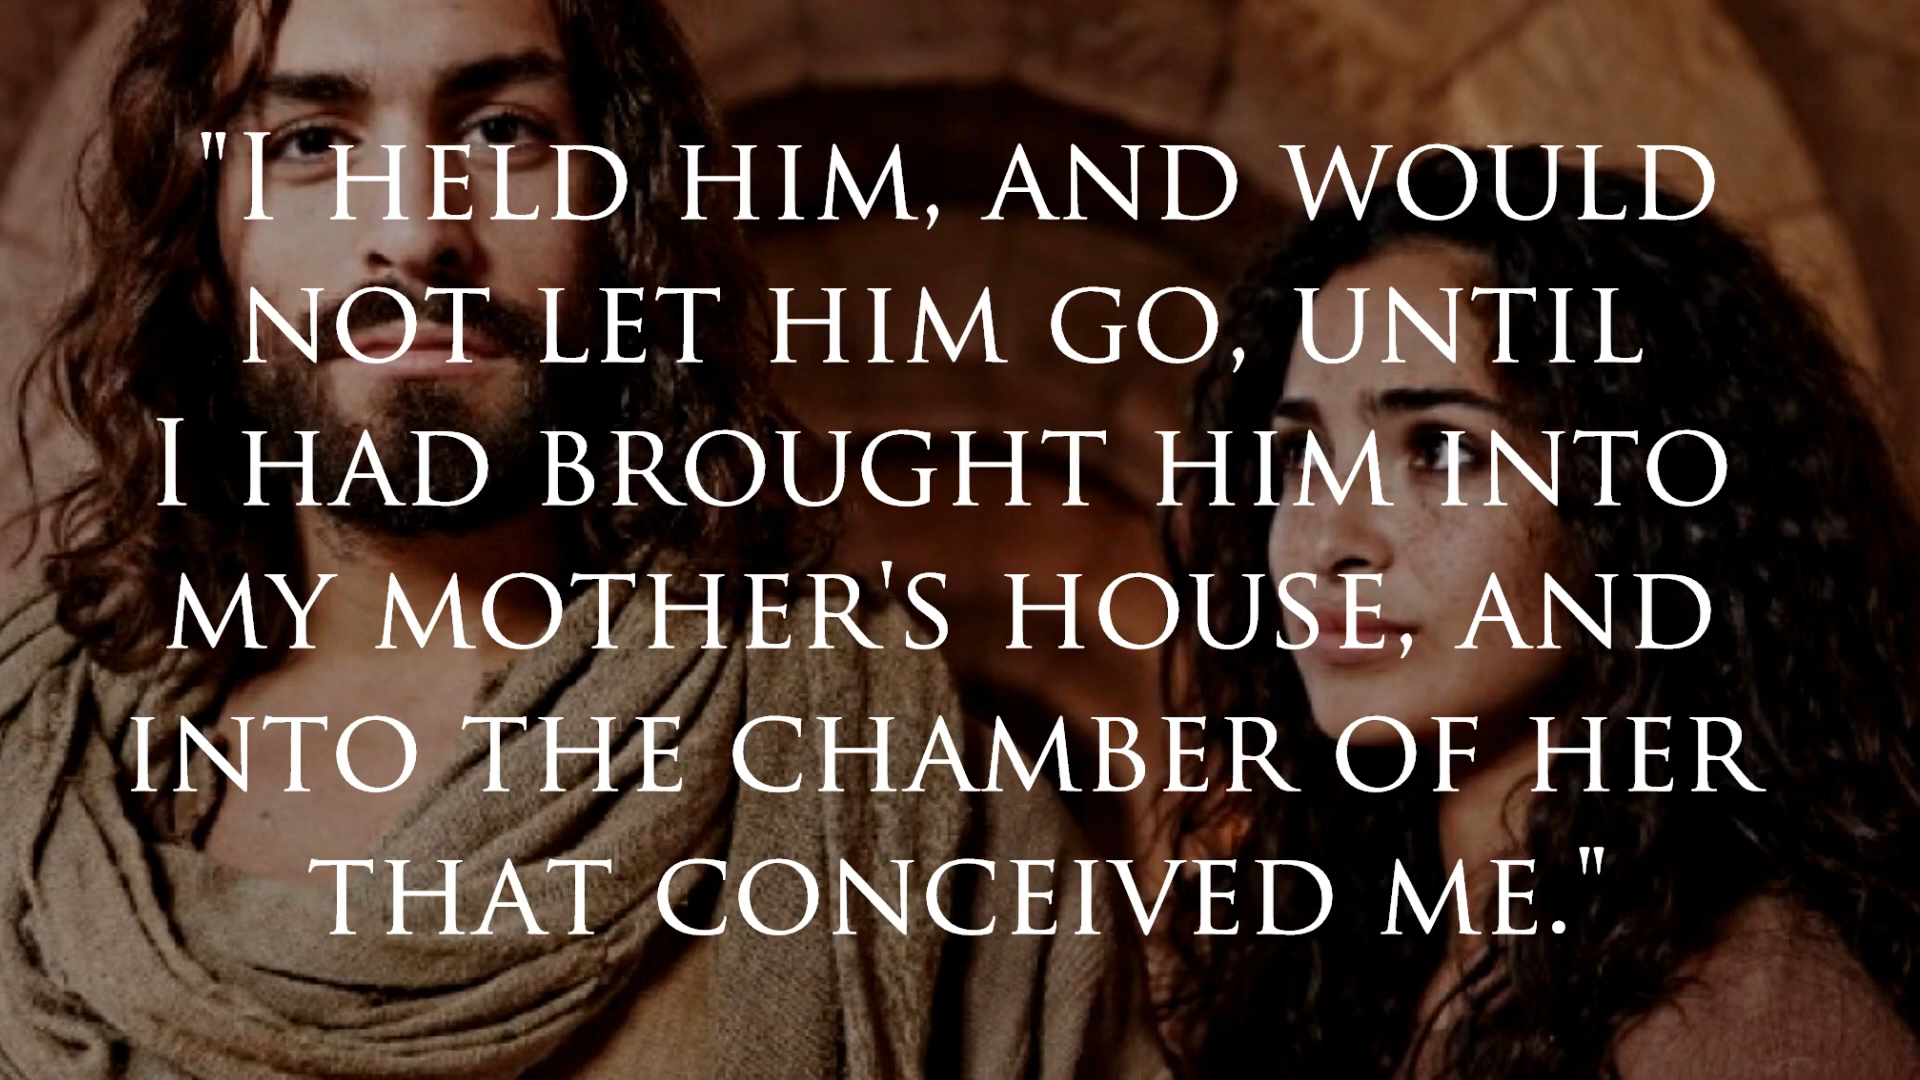 "I HELD HIM, AND WOULD
NOT LET HIM GO, UNTIL
I HAD BROUGHT HIM INTO
MY MOTHER'S HOUSE, AND
INTO THE CHAMBER OF HER
THAT CONCEIVED ME."